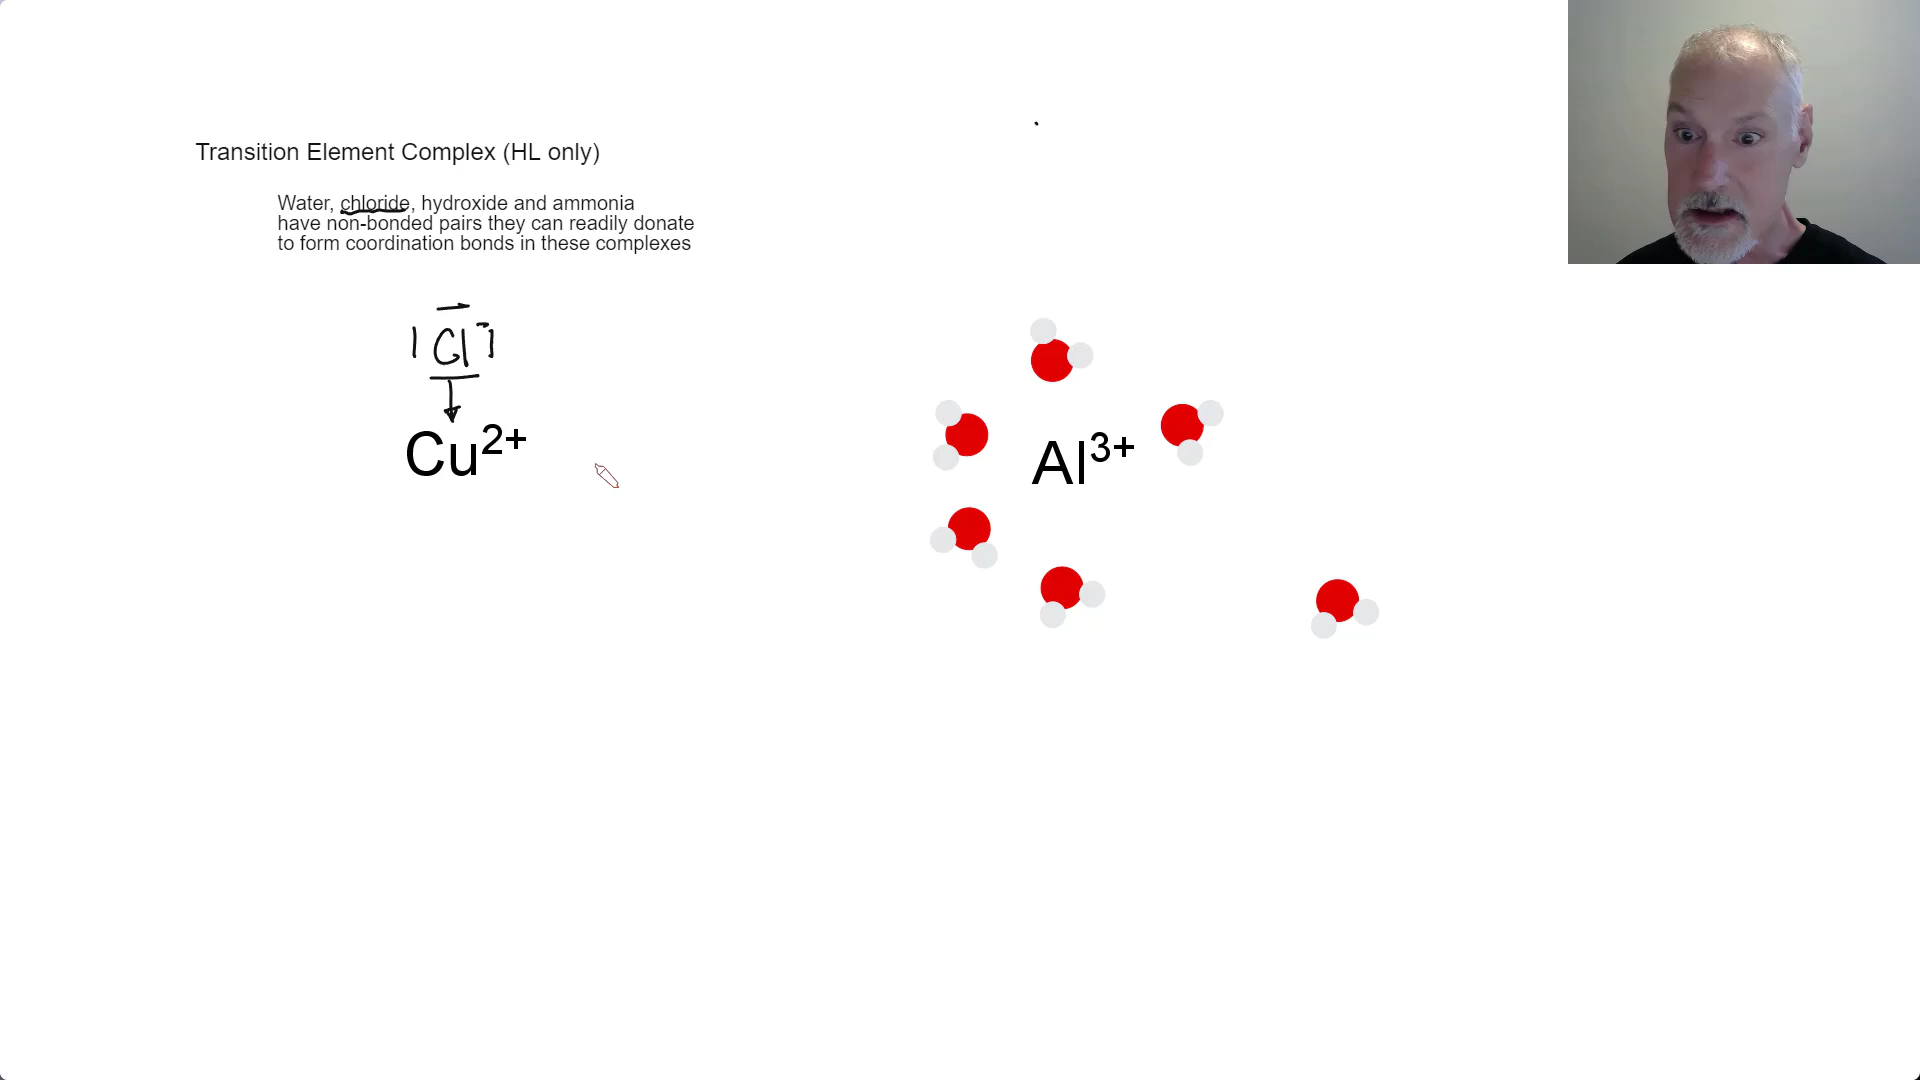 Transition Element Complex (HL only)
Water, chloride, hydroxide and ammonia
have non-bonded pairs they can readily donate
to form coordination bonds in these complexes
Cl⁻
Cu²⁺
Al³⁺